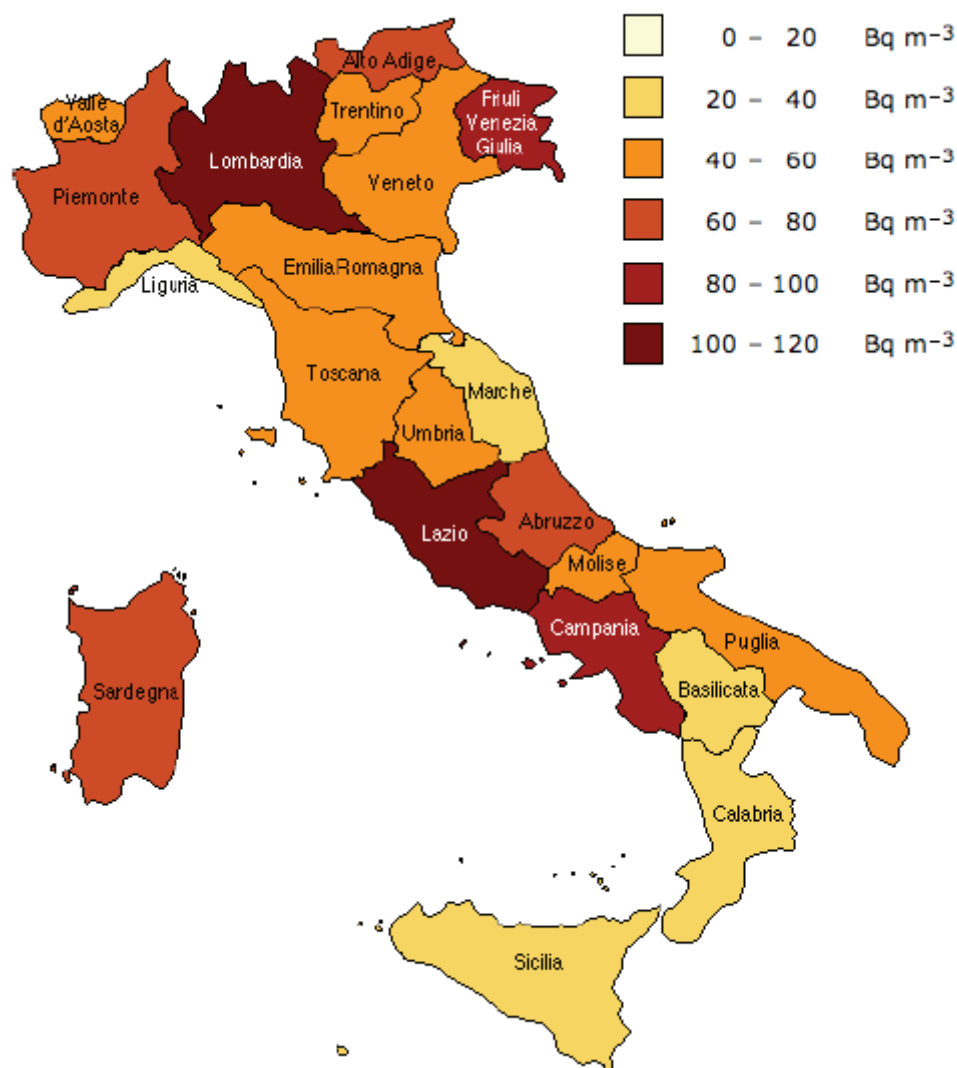 0 – 20 Bq m⁻³
20 – 40 Bq m⁻³
40 – 60 Bq m⁻³
60 – 80 Bq m⁻³
80 – 100 Bq m⁻³
100 – 120 Bq m⁻³
Alto Adige
Valle
d'Aosta
Trentino
Friuli
Venezia
Giulia
Lombardia
Veneto
Piemonte
Emilia Romagna
Liguria
Toscana
Marche
Umbria
Lazio
Abruzzo
Molise
Campania
Puglia
Sardegna
Basilicata
Calabria
Sicilia